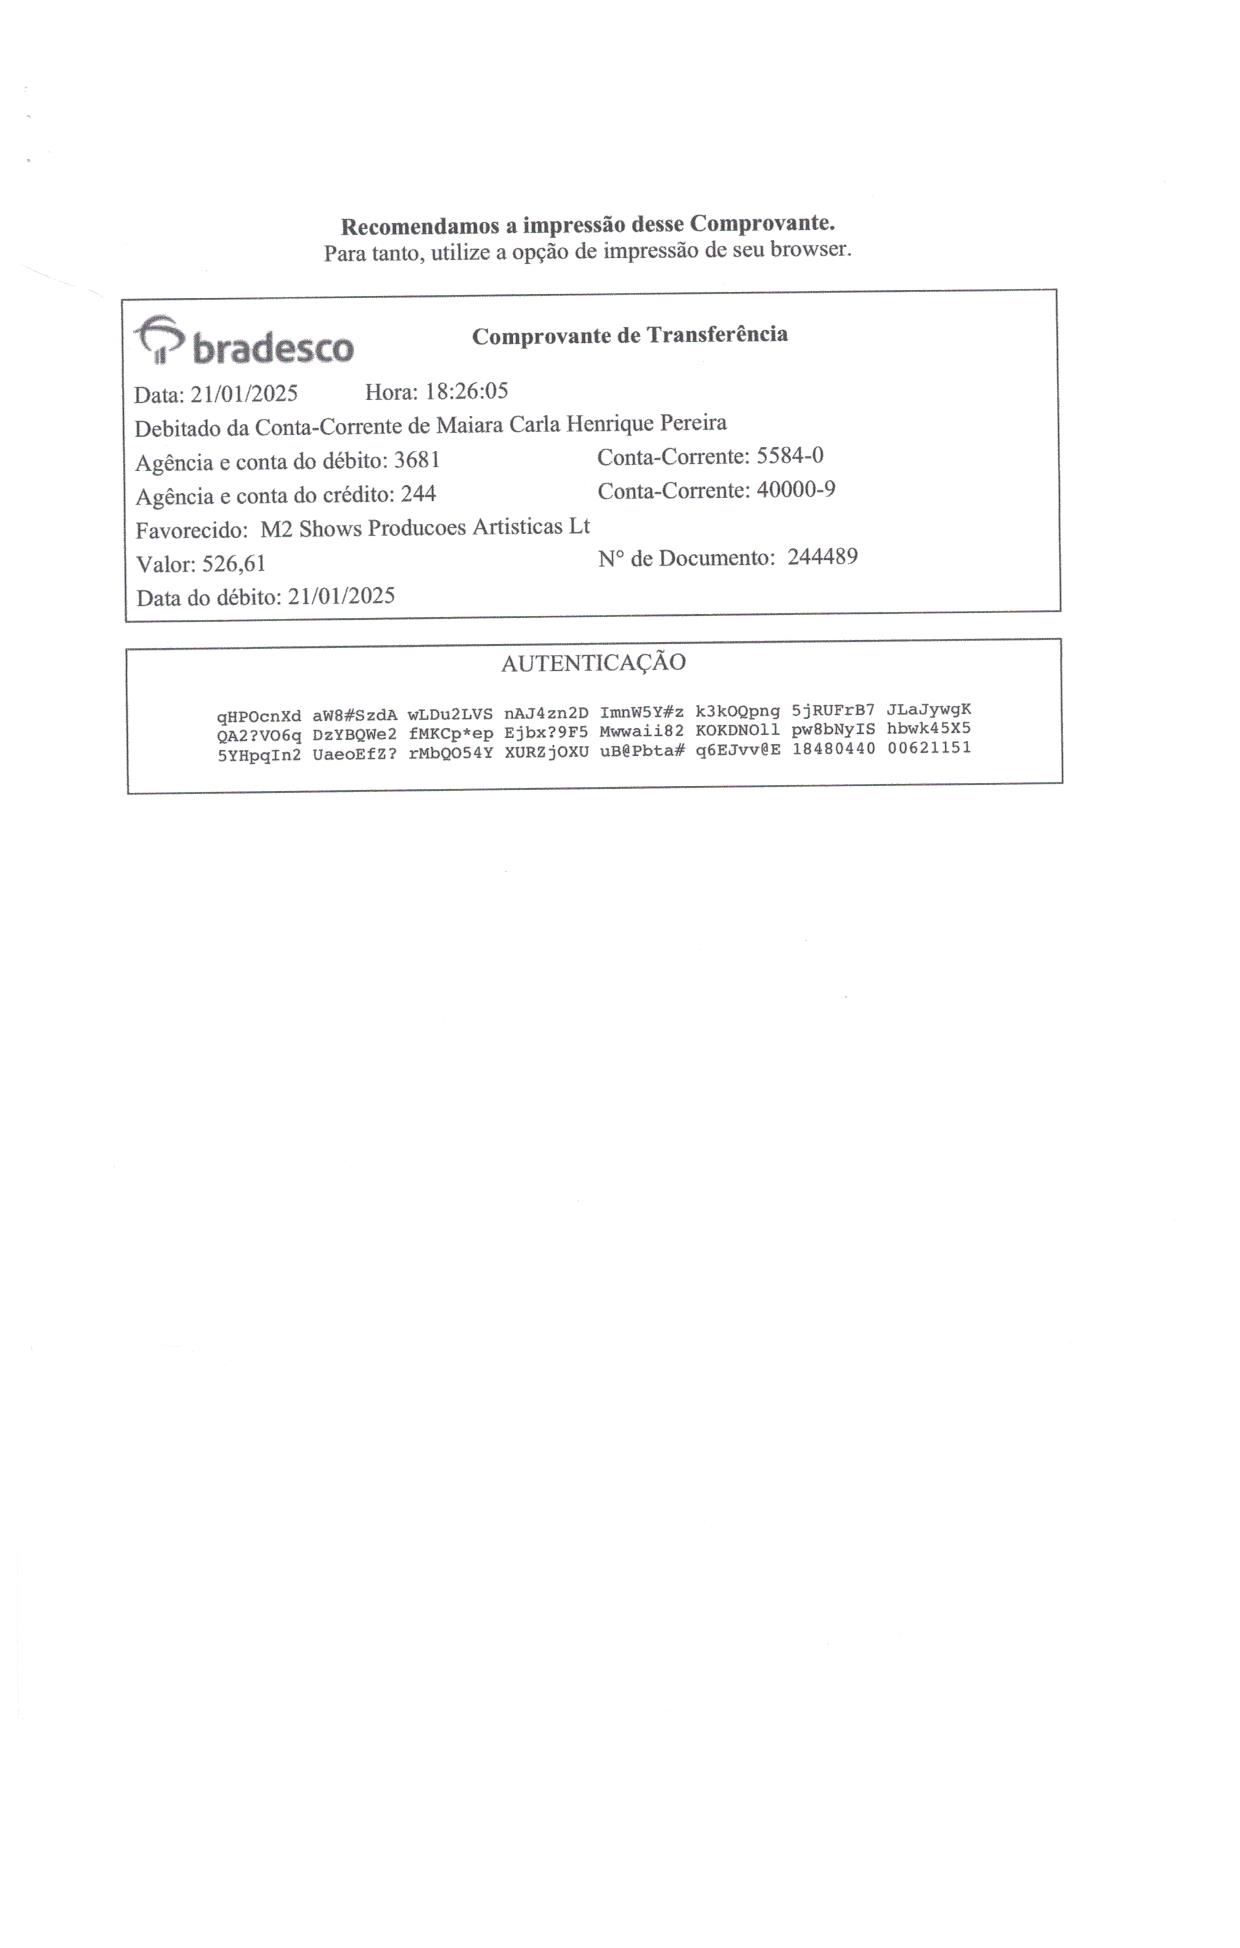 Recomendamos a impressão desse Comprovante.
Para tanto, utilize a opção de impressão de seu browser.
bradesco
Comprovante de Transferência
Data: 21/01/2025 Hora: 18:26:05
Debitado da Conta-Corrente de Maiara Carla Henrique Pereira
Agência e conta do débito: 3681 Conta-Corrente: 5584-0
Agência e conta do crédito: 244 Conta-Corrente: 40000-9
Favorecido: M2 Shows Producoes Artisticas Lt
Valor: 526,61 N° de Documento: 244489
Data do débito: 21/01/2025
AUTENTICAÇÃO
qHPOcnXd aW8#SzdA wLDu2LVS nAJ4zn2D ImnW5Y#z k3kOQpng 5jRUFrB7 JLaJywgK
QA2?VO6q DzYBQWe2 fMKCp*ep Ejbx?9F5 Mwwaii82 KOKDNOll pw8bNyIS hbwk45X5
5YHpqIn2 UaeoEfZ? rMbQO54Y XURZjOXU uB@Pbta# q6EJvv@E 18480440 00621151